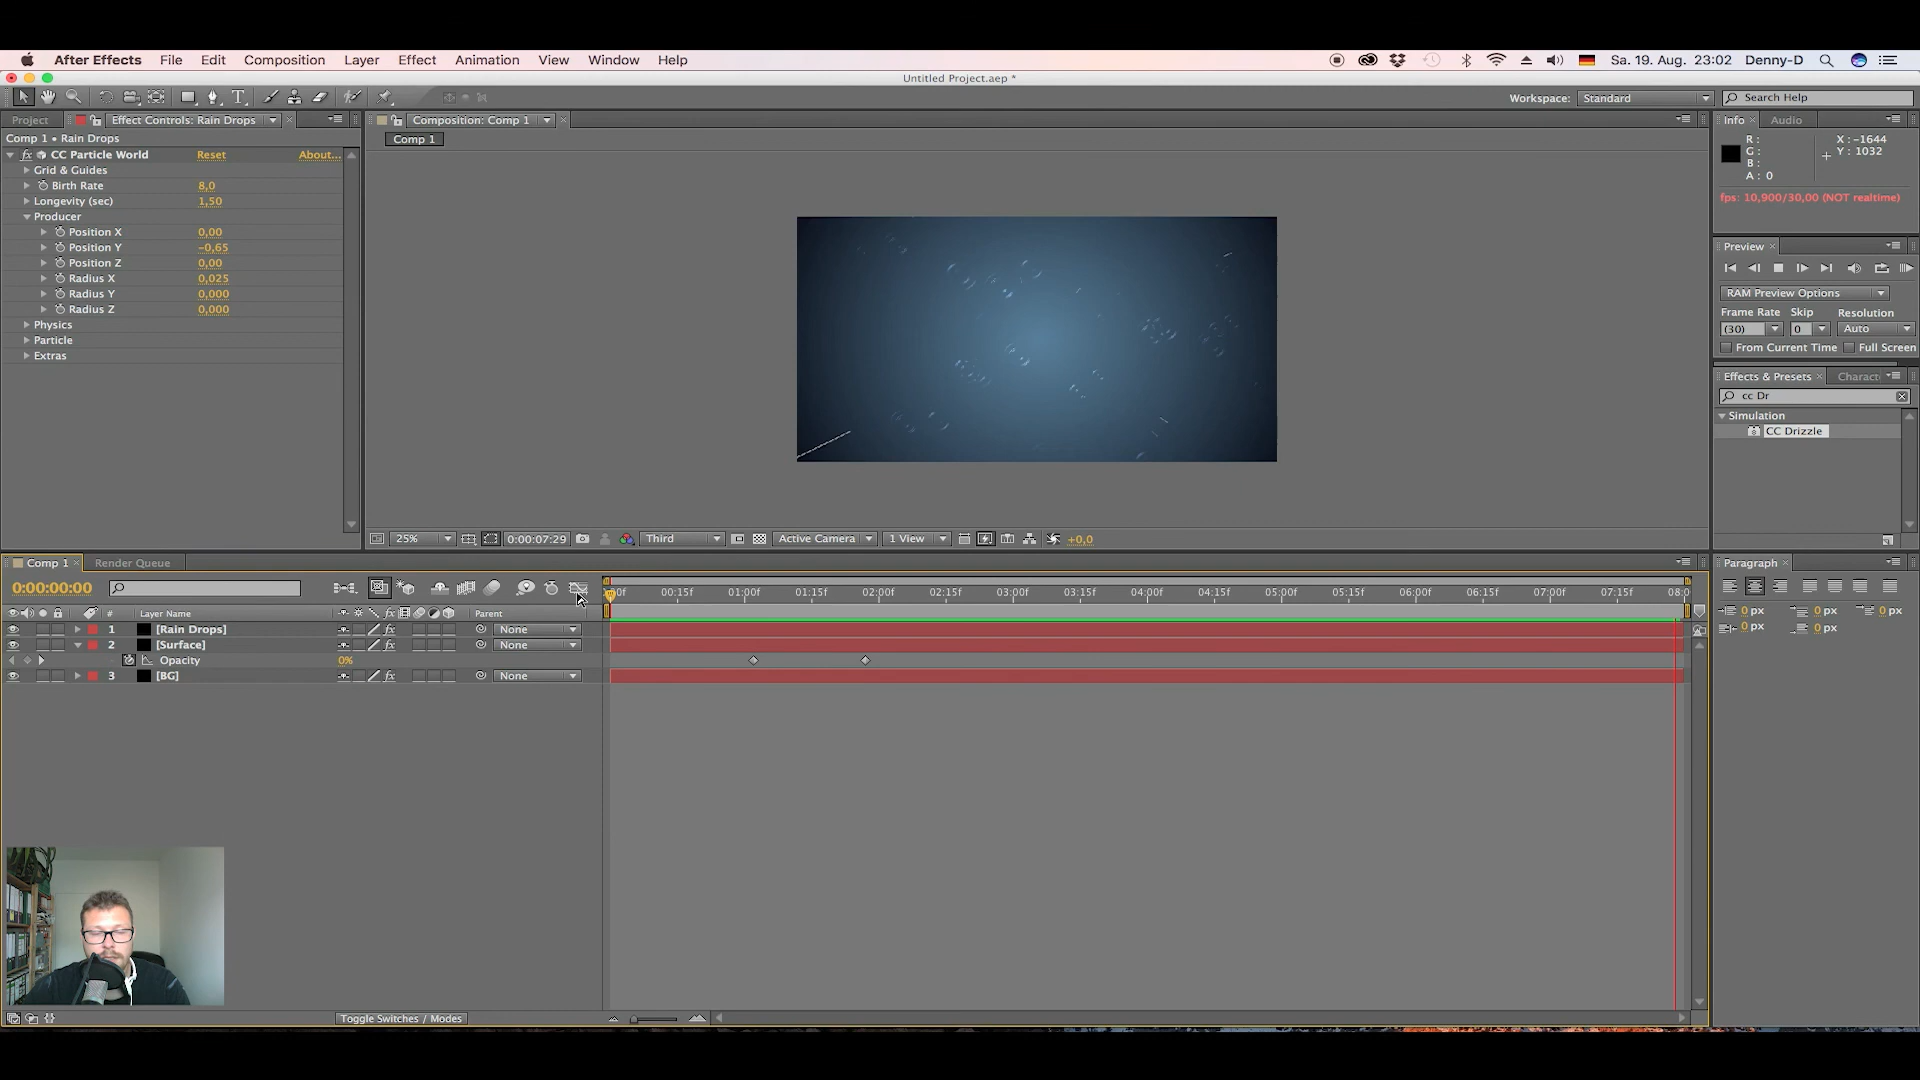 After Effects File Edit Composition Layer Effect Animation View Window Help Sa. 19. Aug. 23:02 Denny-D
Untitled Project.aep *
Workspace: Standard Search Help
Project Effect Controls: Rain Drops Composition: Comp 1 Info Audio
Comp 1 • Rain Drops
Comp 1
fx CC Particle World Reset About...
Grid & Guides
Birth Rate 8,0
Longevity (sec) 1,50
Producer
Position X 0,00
Position Y -0,65
Position Z 0,00
Radius X 0,025
Radius Y 0,000
Radius Z 0,000
Physics
Particle
Extras
R :
G :
B :
A : 0
X : -1644
Y : 1032
fps: 10,900/30,00 (NOT realtime)
Preview
RAM Preview Options
Frame Rate Skip Resolution
(30) 0 Auto
From Current Time Full Screen
Effects & Presets
cc Dr
Simulation
CC Drizzle
25% 0:00:07:29 Third Active Camera 1 View +0,0
Comp 1 Render Queue
0:00:00:00
00:15f 01:00f 01:15f 02:00f 02:15f 03:00f 03:15f 04:00f 04:15f 05:00f 05:15f 06:00f 06:15f 07:00f 07:15f
# Layer Name fx Parent
1 [Rain Drops] fx None
2 [Surface] fx None
Opacity 0%
3 [BG] fx None
Toggle Switches / Modes
Paragraph
0 px 0 px 0 px
0 px 0 px